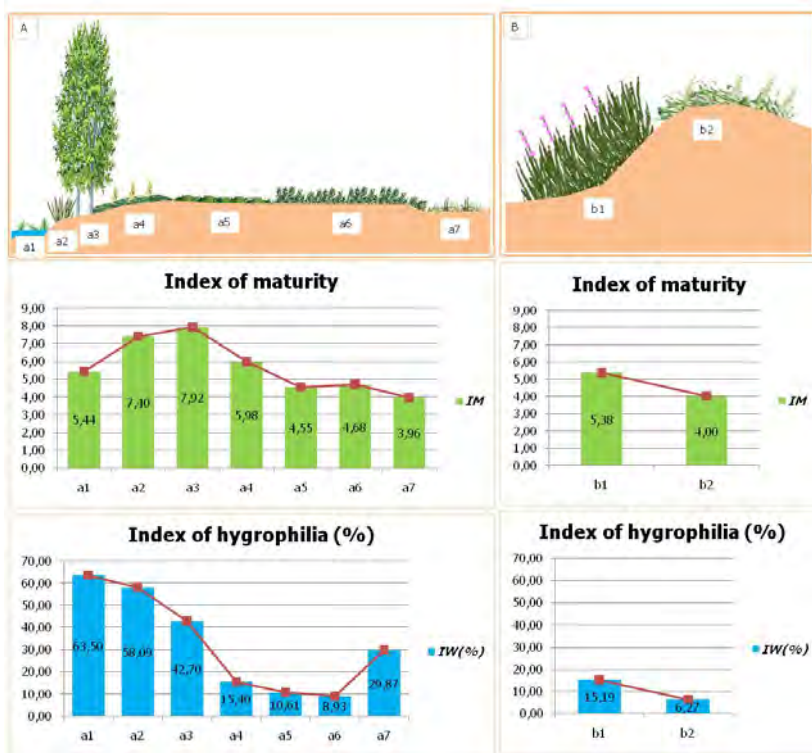 A
a1
a2
a3
a4
a5
a6
a7
B
b1
b2
Index of maturity
9,00
8,00
7,00
6,00
5,00
4,00
3,00
2,00
1,00
0,00
5,44
7,40
7,92
5,98
4,55
4,68
3,96
a1 a2 a3 a4 a5 a6 a7
IM
Index of maturity
9,00
8,00
7,00
6,00
5,00
4,00
3,00
2,00
1,00
0,00
5,38
4,00
b1 b2
IM
Index of hygrophilia (%)
70,00
60,00
50,00
40,00
30,00
20,00
10,00
0,00
63,50
58,09
42,70
15,40
10,61
8,93
29,87
a1 a2 a3 a4 a5 a6 a7
IW(%)
Index of hygrophilia (%)
70,00
60,00
50,00
40,00
30,00
20,00
10,00
0,00
15,19
6,27
b1 b2
IW(%)